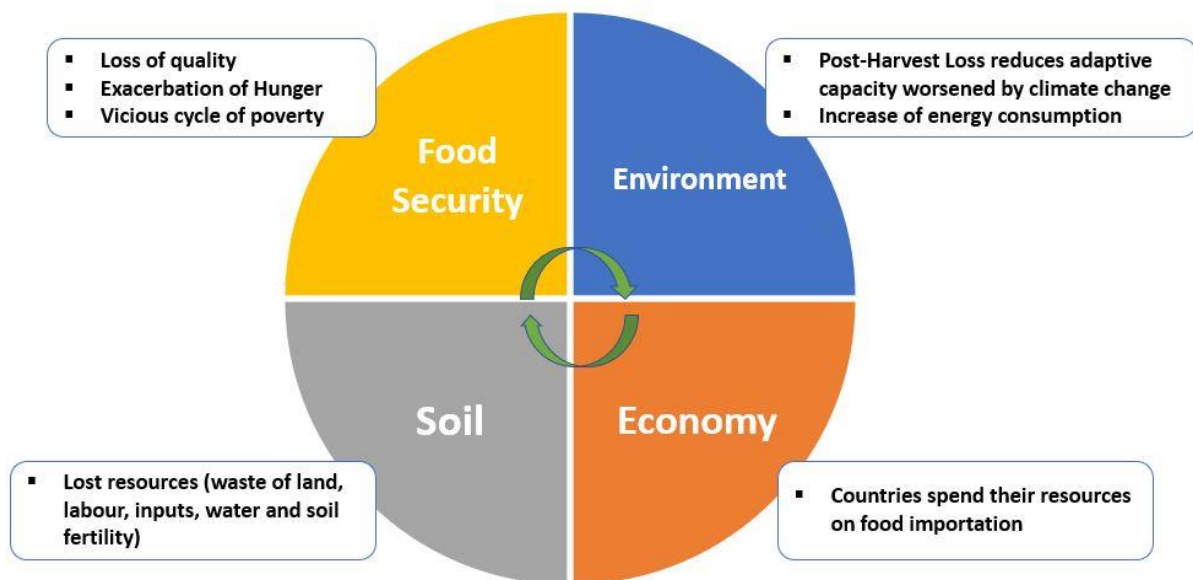 ▪ Loss of quality
▪ Exacerbation of Hunger
▪ Vicious cycle of poverty
▪ Post-Harvest Loss reduces adaptive
capacity worsened by climate change
▪ Increase of energy consumption
Food
Security
Environment
Soil
Economy
▪ Lost resources (waste of land,
labour, inputs, water and soil
fertility)
▪ Countries spend their resources
on food importation